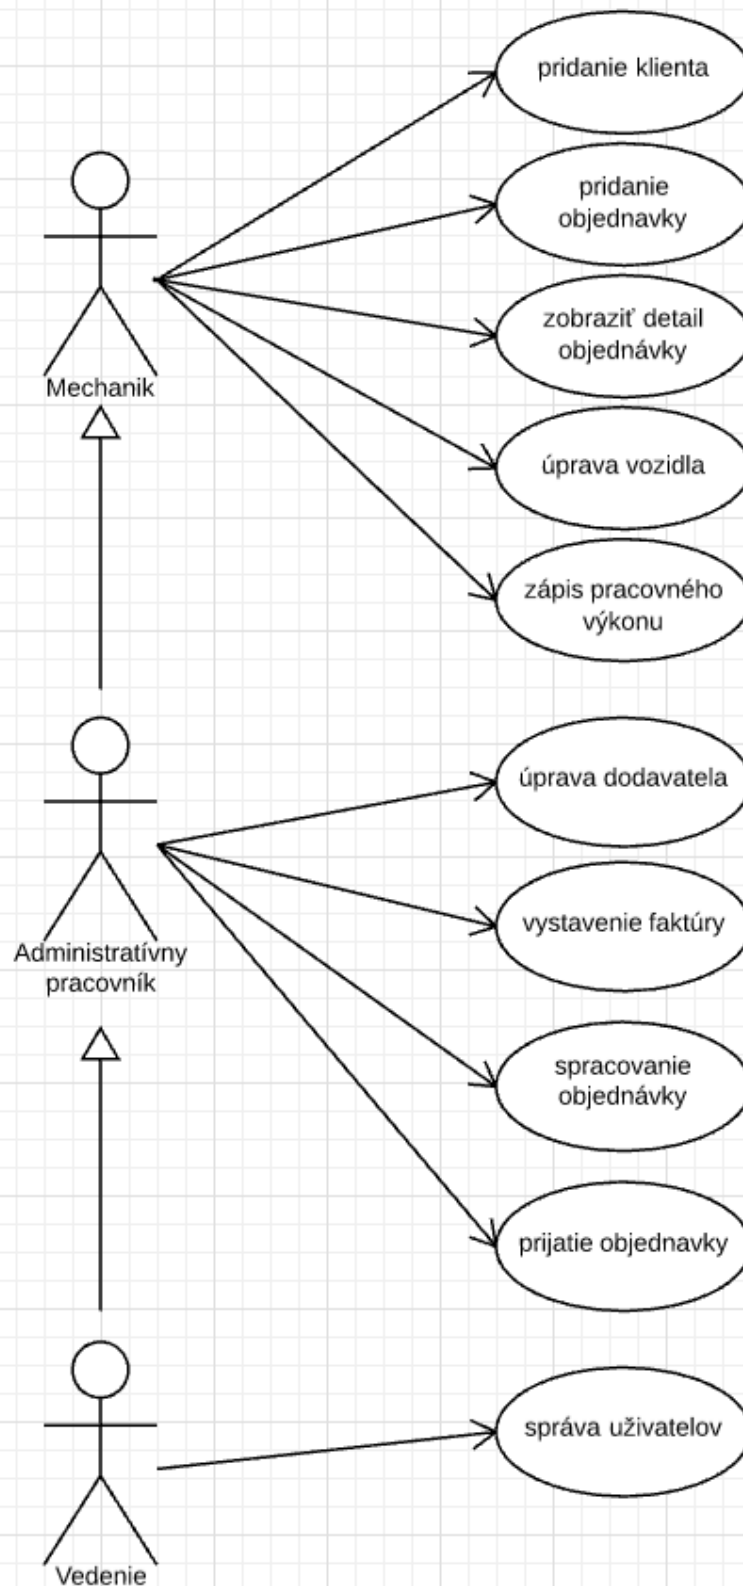 pridanie klienta
pridanie
objednavky
zobraziť detail
objednávky
Mechanik
úprava vozidla
zápis pracovného
výkonu
úprava dodavatela
vystavenie faktúry
Administratívny
pracovník
spracovanie
objednávky
prijatie objednavky
správa uživatelov
Vedenie